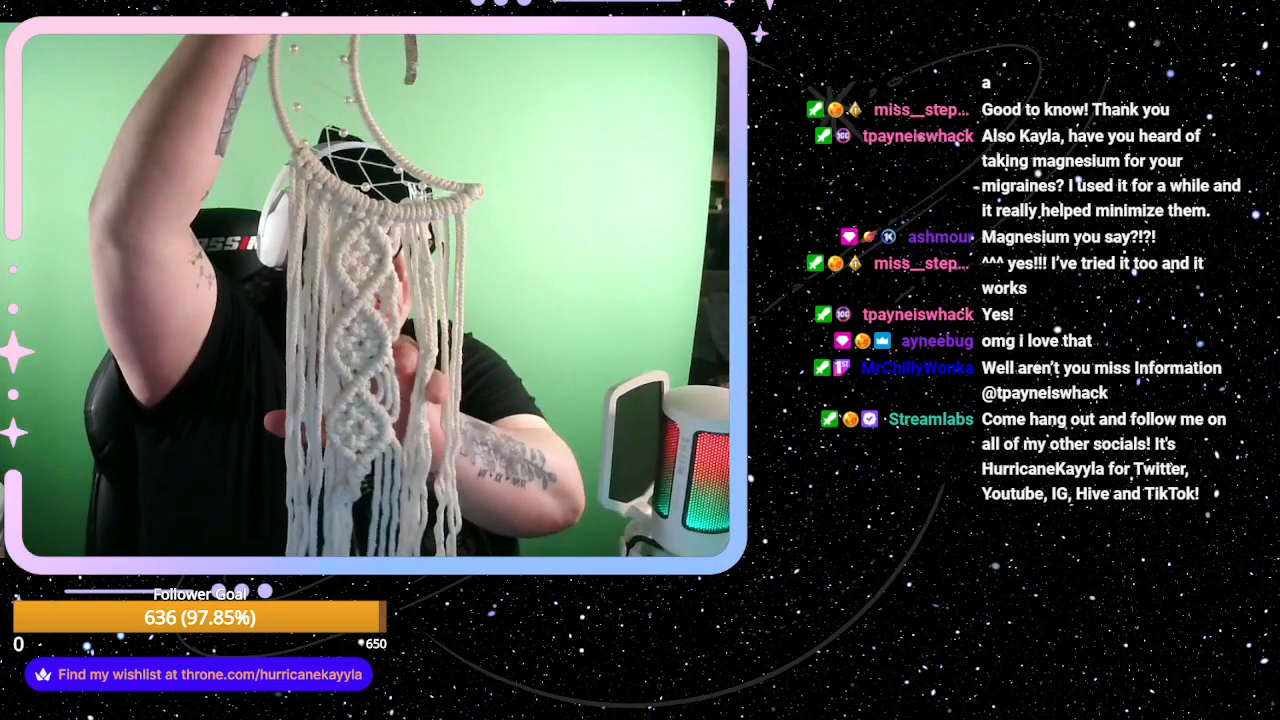 a
miss__step... Good to know! Thank you
tpayneiswhack Also Kayla, have you heard of
taking magnesium for your
migraines? I used it for a while and
it really helped minimize them.
ashmour Magnesium you say?!?!
miss__step... ^^^ yes!!! I've tried it too and it
works
tpayneiswhack Yes!
ayneebug omg i love that
MrChillyWonka Well aren't you miss Information
@tpayneiswhack
Streamlabs Come hang out and follow me on
all of my other socials! It's
HurricaneKayyla for Twitter,
Youtube, IG, Hive and TikTok!
Follower Goal
636 (97.85%)
0 650
Find my wishlist at throne.com/hurricanekayyla